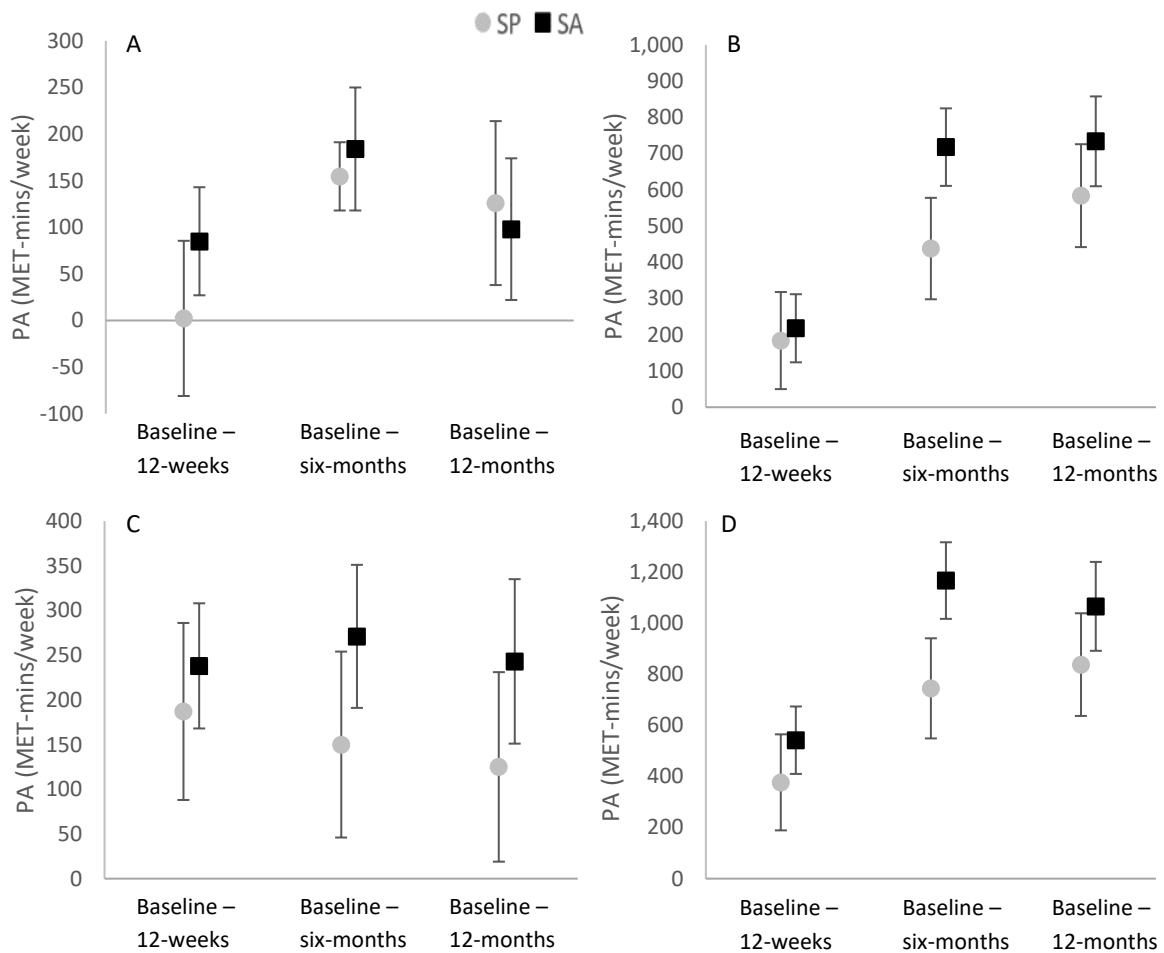 SP SA
A
PA (MET-mins/week)
300
250
200
150
100
50
0
-50
-100
Baseline – Baseline – Baseline –
12-weeks six-months 12-months
B
PA (MET-mins/week)
1,000
900
800
700
600
500
400
300
200
100
0
Baseline – Baseline – Baseline –
12-weeks six-months 12-months
C
PA (MET-mins/week)
400
350
300
250
200
150
100
50
0
Baseline – Baseline – Baseline –
12-weeks six-months 12-months
D
PA (MET-mins/week)
1,400
1,200
1,000
800
600
400
200
0
Baseline – Baseline – Baseline –
12-weeks six-months 12-months